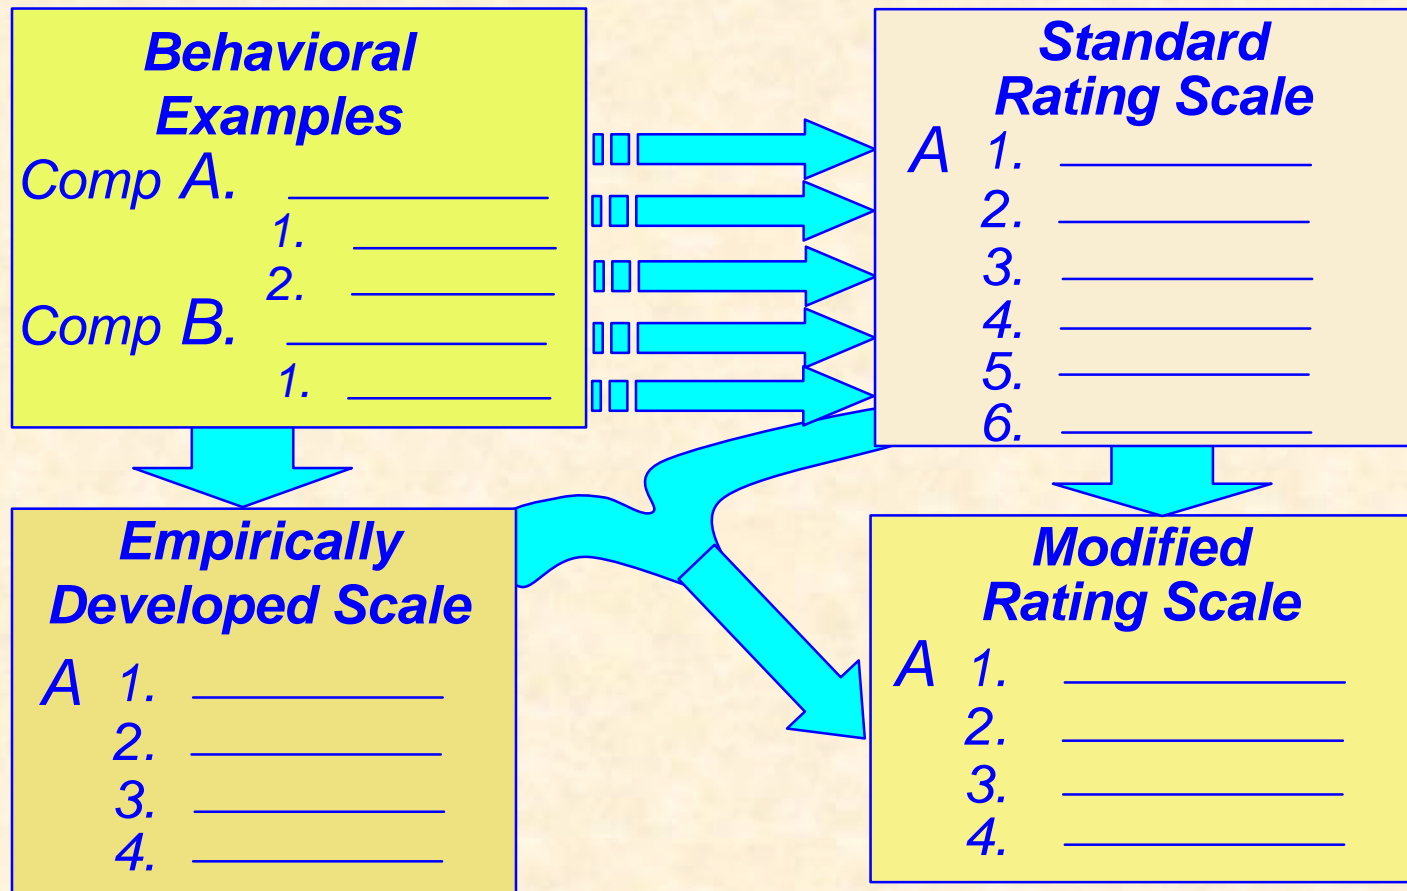 Behavioral
Examples
Comp A. 
1. 
2. 
Comp B. 
1. 
Standard
Rating Scale
A 1. 
2. 
3. 
4. 
5. 
6. 
Empirically
Developed Scale
A 1. 
2. 
3. 
4. 
Modified
Rating Scale
A 1. 
2. 
3. 
4.